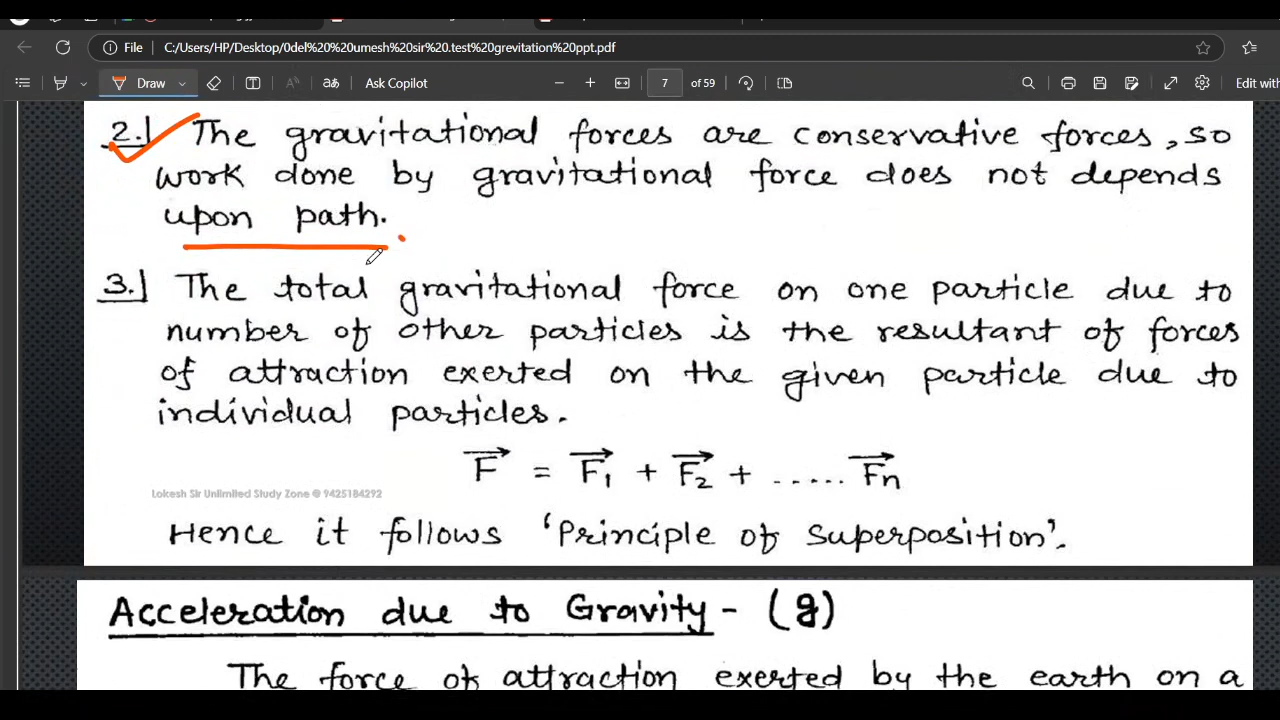 File C:/Users/HP/Desktop/0del%20%20umesh%20sir%20.test%20grevitation%20ppt.pdf
Draw Ask Copilot 7 of 59 Edit with
2. The gravitational forces are conservative forces, so
work done by gravitational force does not depends
upon path.
3. The total gravitational force on one particle due to
number of other particles is the resultant of forces
of attraction exerted on the given particle due to
individual particles.
F⃗ = F⃗₁ + F⃗₂ + ...... F⃗n
Lokesh Sir Unlimited Study Zone @ 9425184292
Hence it follows 'Principle of Superposition'.
Acceleration due to Gravity - (g)
The force of attraction exerted by the earth on a